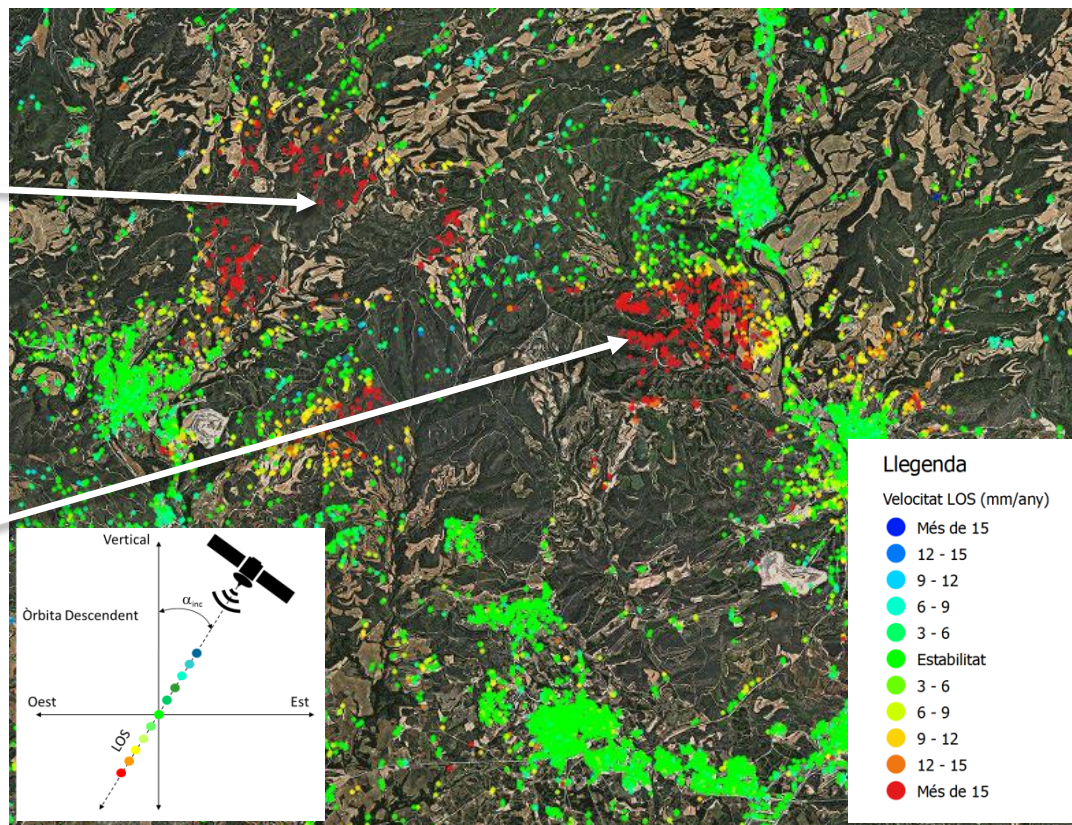 Vertical
αinc
Òrbita Descendent
Oest
Est
LOS
Llegenda
Velocitat LOS (mm/any)
Més de 15
12 - 15
9 - 12
6 - 9
3 - 6
Estabilitat
3 - 6
6 - 9
9 - 12
12 - 15
Més de 15